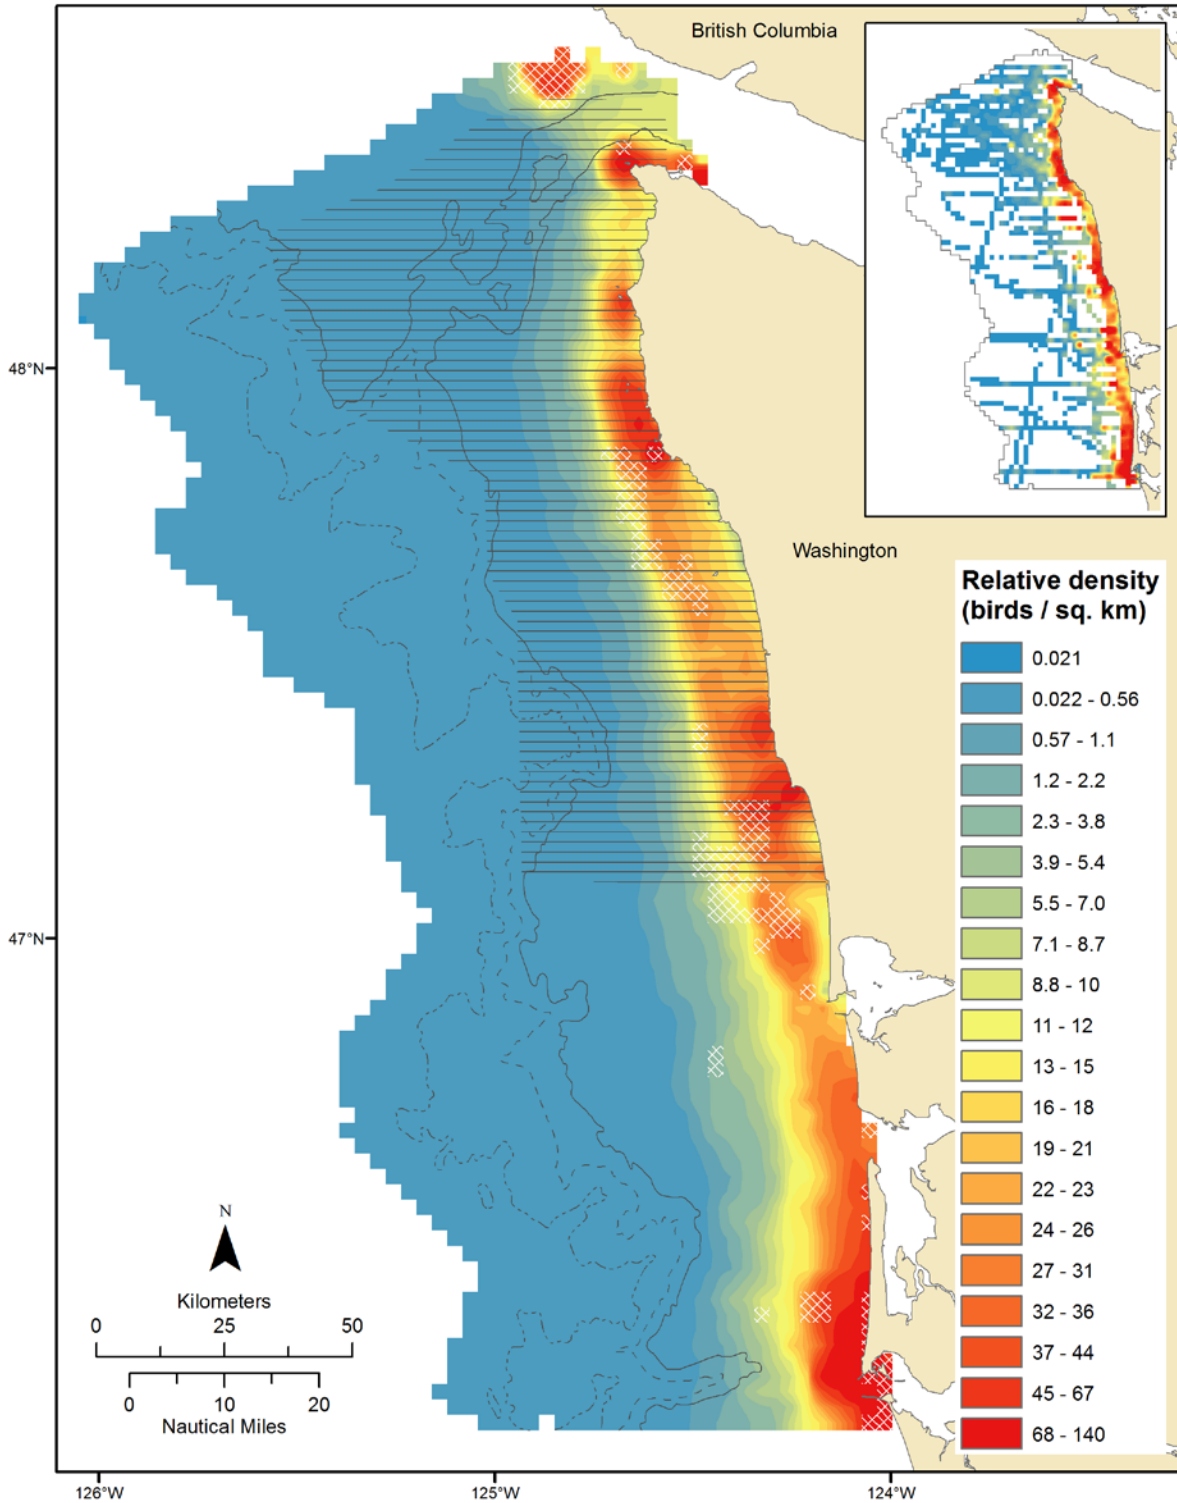 British Columbia
48°N
Washington
Relative density
(birds / sq. km)
0.021
0.022 - 0.56
0.57 - 1.1
1.2 - 2.2
2.3 - 3.8
3.9 - 5.4
5.5 - 7.0
7.1 - 8.7
8.8 - 10
11 - 12
13 - 15
16 - 18
19 - 21
22 - 23
24 - 26
27 - 31
32 - 36
37 - 44
45 - 67
68 - 140
47°N
N
Kilometers
0 25 50
0 10 20
Nautical Miles
126°W 125°W 124°W